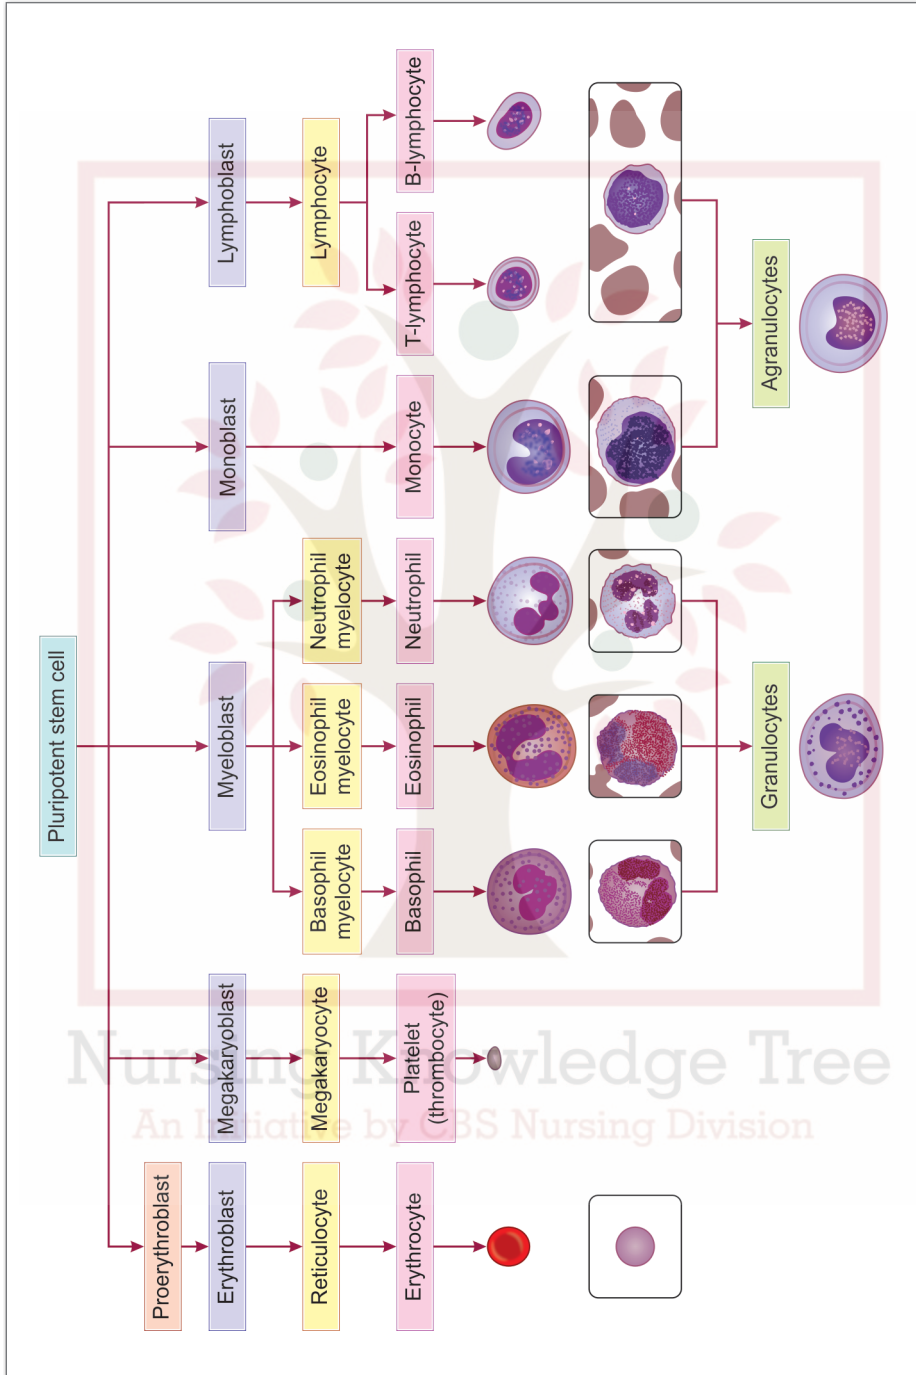 Pluripotent stem cell
Proerythroblast
Erythroblast
Megakaryoblast
Myeloblast
Monoblast
Lymphoblast
Reticulocyte
Megakaryocyte
Basophil
myelocyte
Eosinophil
myelocyte
Neutrophil
myelocyte
Lymphocyte
Erythrocyte
Platelet
(thrombocyte)
Basophil
Eosinophil
Neutrophil
Monocyte
T-lymphocyte
B-lymphocyte
Granulocytes
Agranulocytes
Nursing Knowledge Tree
An Initiative by CBS Nursing Division